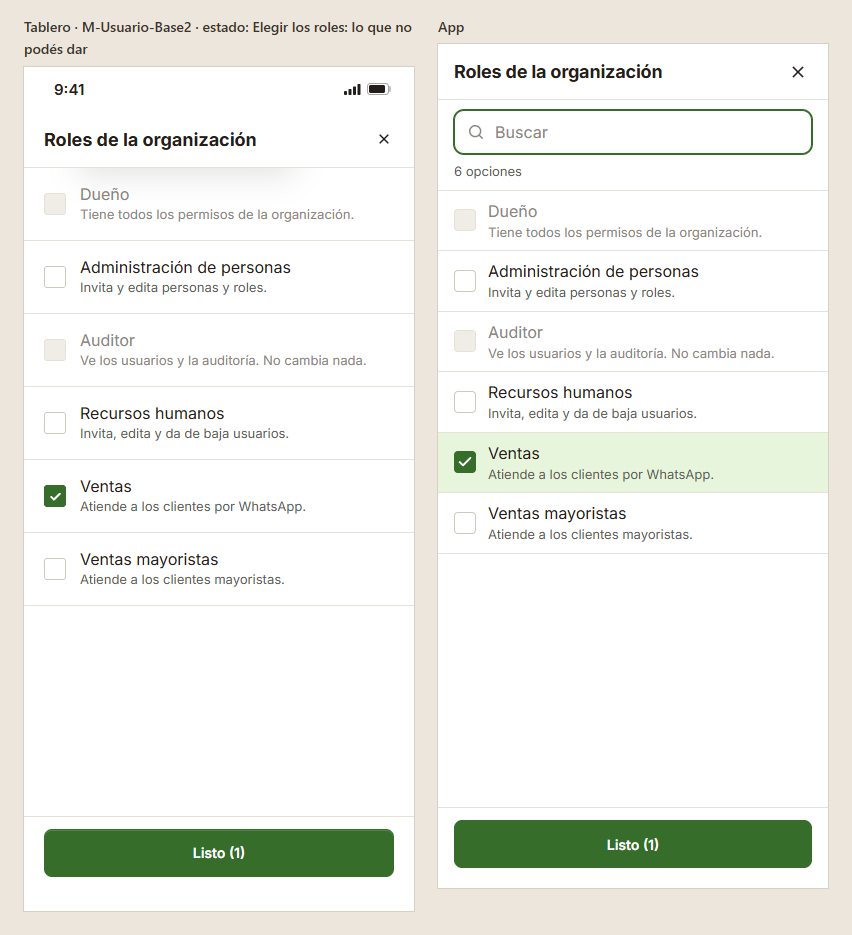 Tablero · M-Usuario-Base2 · estado: Elegir los roles: lo que no
podés dar
9:41
Roles de la organización
Dueño
Tiene todos los permisos de la organización.
Administración de personas
Invita y edita personas y roles.
Auditor
Ve los usuarios y la auditoría. No cambia nada.
Recursos humanos
Invita, edita y da de baja usuarios.
Ventas
Atiende a los clientes por WhatsApp.
Ventas mayoristas
Atiende a los clientes mayoristas.
Listo (1)
App
Roles de la organización
Buscar
6 opciones
Dueño
Tiene todos los permisos de la organización.
Administración de personas
Invita y edita personas y roles.
Auditor
Ve los usuarios y la auditoría. No cambia nada.
Recursos humanos
Invita, edita y da de baja usuarios.
Ventas
Atiende a los clientes por WhatsApp.
Ventas mayoristas
Atiende a los clientes mayoristas.
Listo (1)